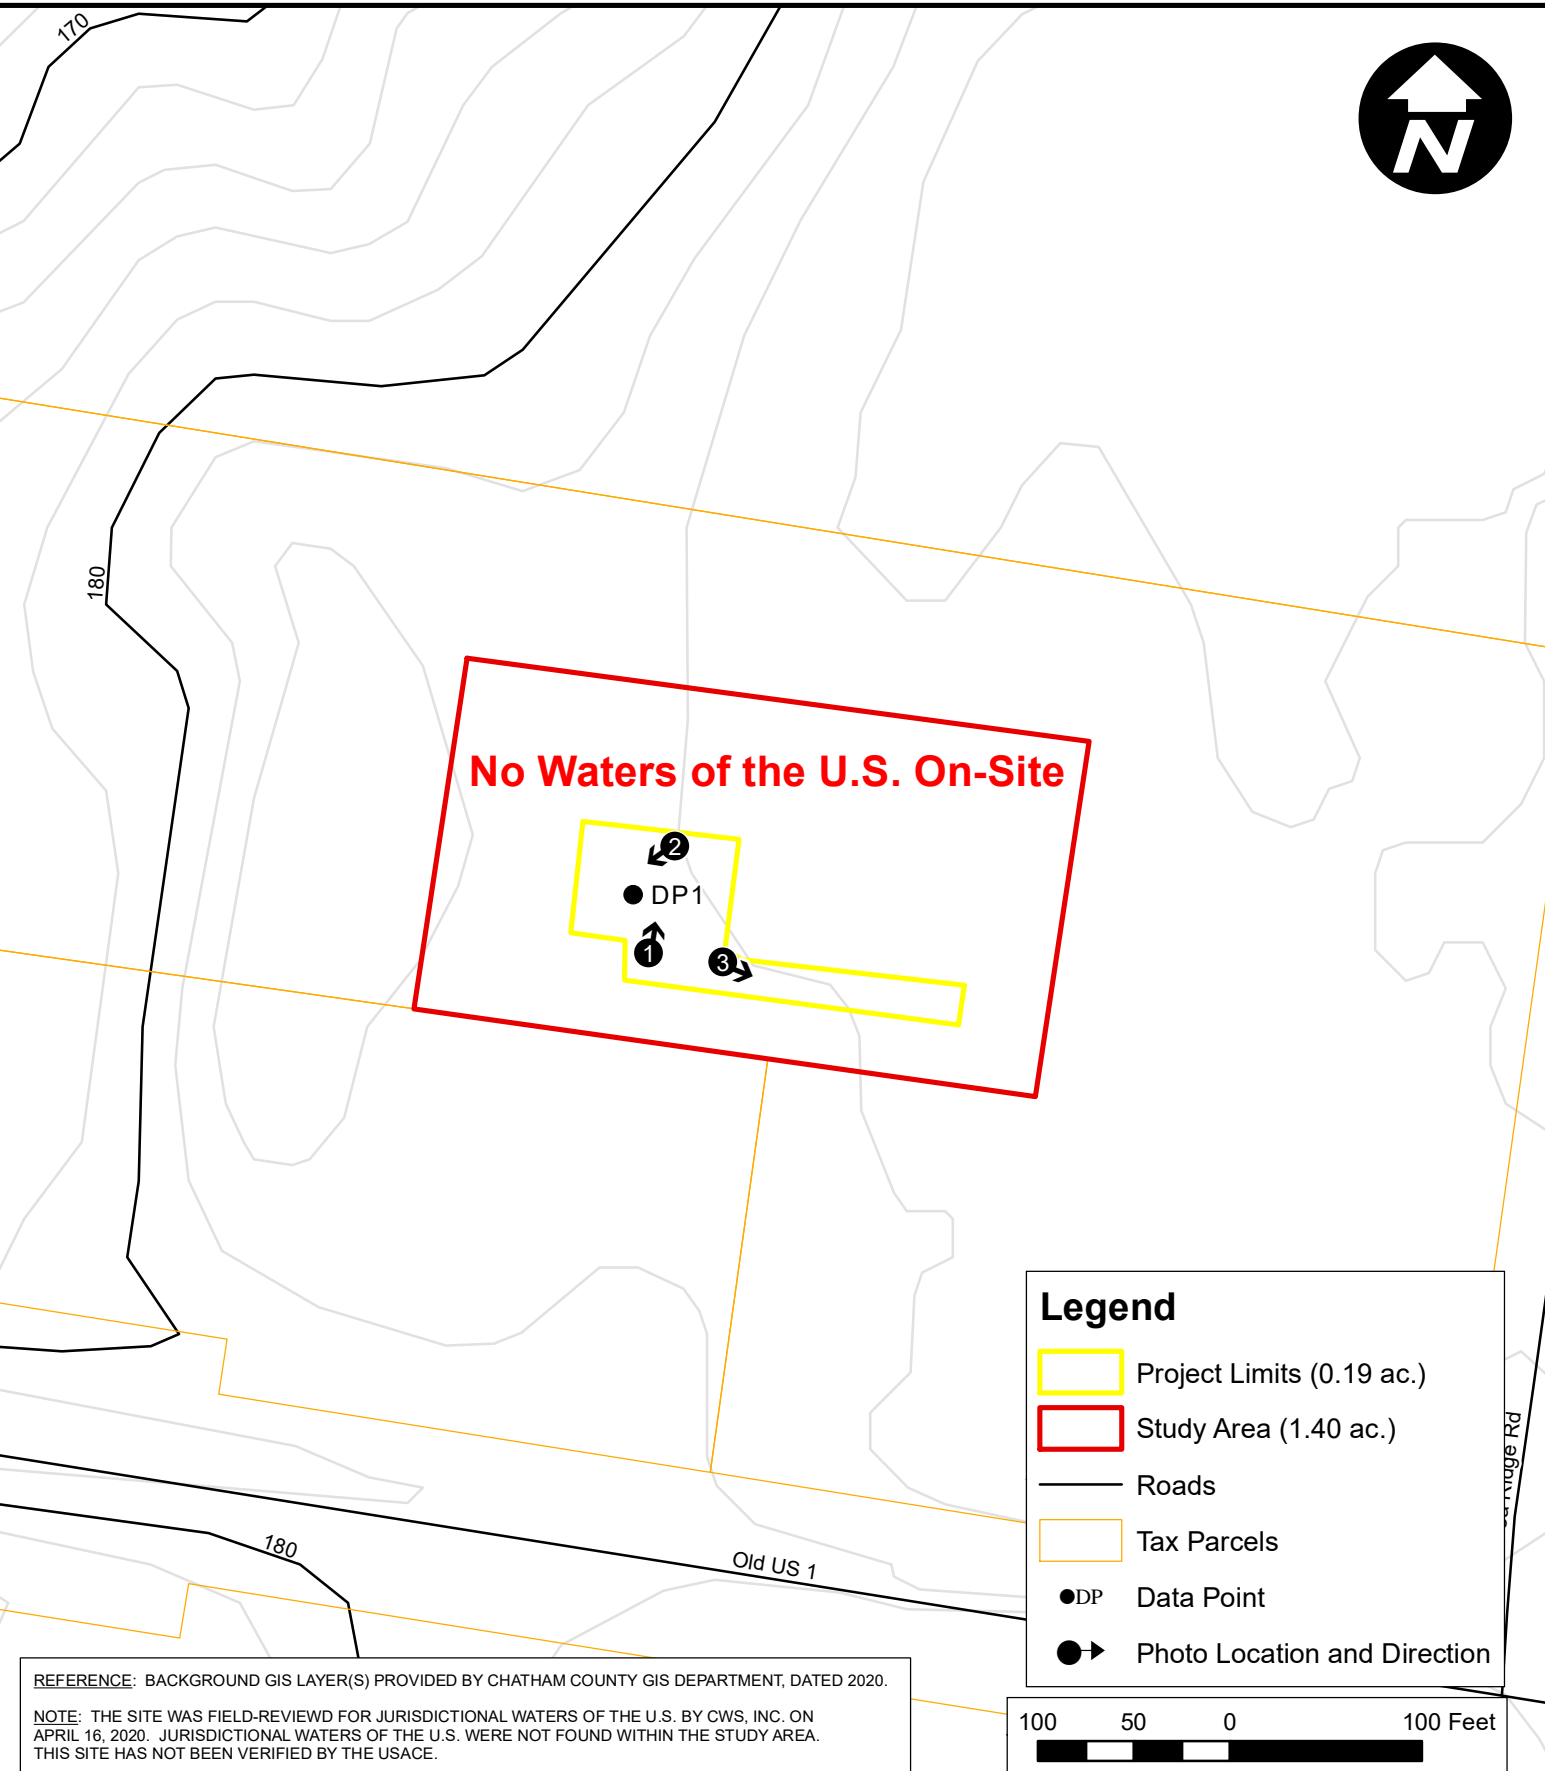 170
N
180
No Waters of the U.S. On-Site
2
DP1
1
3
Legend
Project Limits (0.19 ac.)
Study Area (1.40 ac.)
Roads
Tax Parcels
DP Data Point
Photo Location and Direction
Ridge Rd
180
Old US 1
REFERENCE: BACKGROUND GIS LAYER(S) PROVIDED BY CHATHAM COUNTY GIS DEPARTMENT, DATED 2020.
NOTE: THE SITE WAS FIELD-REVIEWD FOR JURISDICTIONAL WATERS OF THE U.S. BY CWS, INC. ON
APRIL 16, 2020. JURISDICTIONAL WATERS OF THE U.S. WERE NOT FOUND WITHIN THE STUDY AREA.
THIS SITE HAS NOT BEEN VERIFIED BY THE USACE.
100 50 0 100 Feet